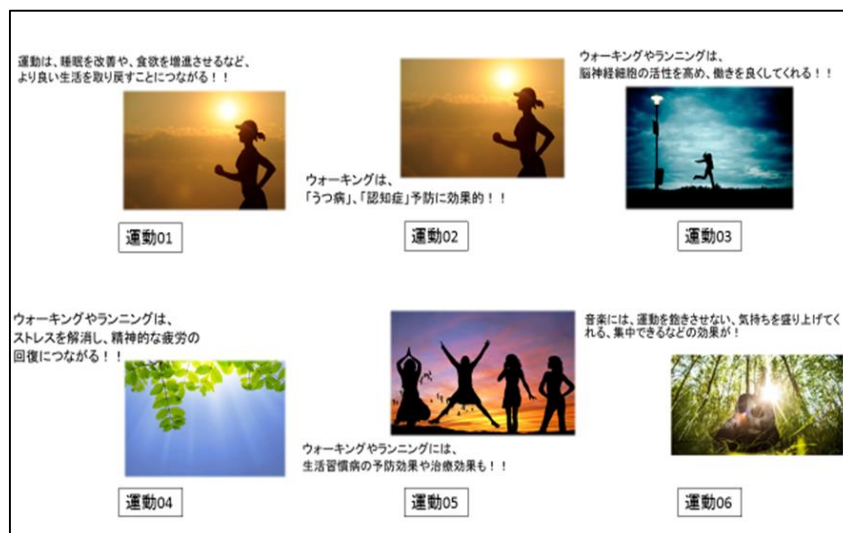 運動は、睡眠を改善や、食欲を増進させるなど、
より良い生活を取り戻すことにつながる！！
運動01
ウォーキングは、
「うつ病」、「認知症」予防に効果的！！
運動02
ウォーキングやランニングは、
脳神経細胞の活性を高め、働きを良くしてくれる！！
運動03
ウォーキングやランニングは、
ストレスを解消し、精神的な疲労の
回復につながる！！
運動04
ウォーキングやランニングには、
生活習慣病の予防効果や治療効果も！！
運動05
音楽には、運動を飽きさせない、気持ちを盛り上げてく
れる、集中できるなどの効果が！
運動06